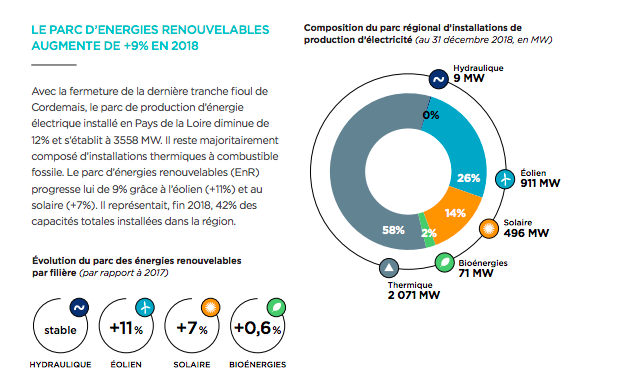 LE PARC D'ENERGIES RENOUVELABLES
AUGMENTE DE +9% EN 2018
Avec la fermeture de la dernière tranche fioul de
Cordemais, le parc de production d'énergie
électrique installé en Pays de la Loire diminue de
12% et s'établit à 3558 MW. Il reste majoritairement
composé d'installations thermiques à combustible
fossile. Le parc d'énergies renouvelables (EnR)
progresse lui de 9% grâce à l'éolien (+11%) et au
solaire (+7%). Il représentait, fin 2018, 42% des
capacités totales installées dans la région.
Évolution du parc des énergies renouvelables
par filière (par rapport à 2017)
stable
+11%
+7%
+0,6%
HYDRAULIQUE
ÉOLIEN
SOLAIRE
BIOÉNERGIES
Composition du parc régional d'installations de
production d'électricité (au 31 décembre 2018, en MW)
Hydraulique
9 MW
0%
26%
Éolien
911 MW
14%
Solaire
496 MW
58%
2%
Bioénergies
71 MW
Thermique
2 071 MW